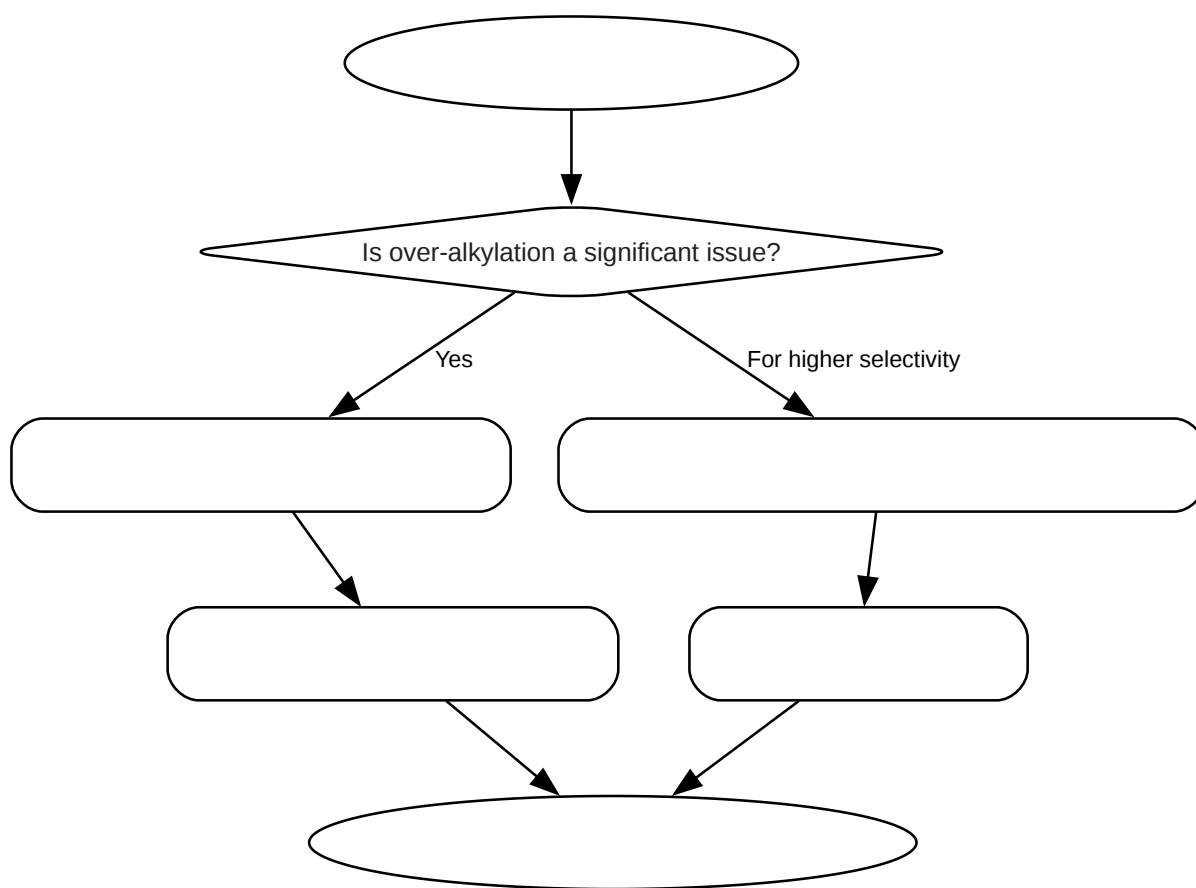 Is over-alkylation a significant issue?
Yes
For higher selectivity